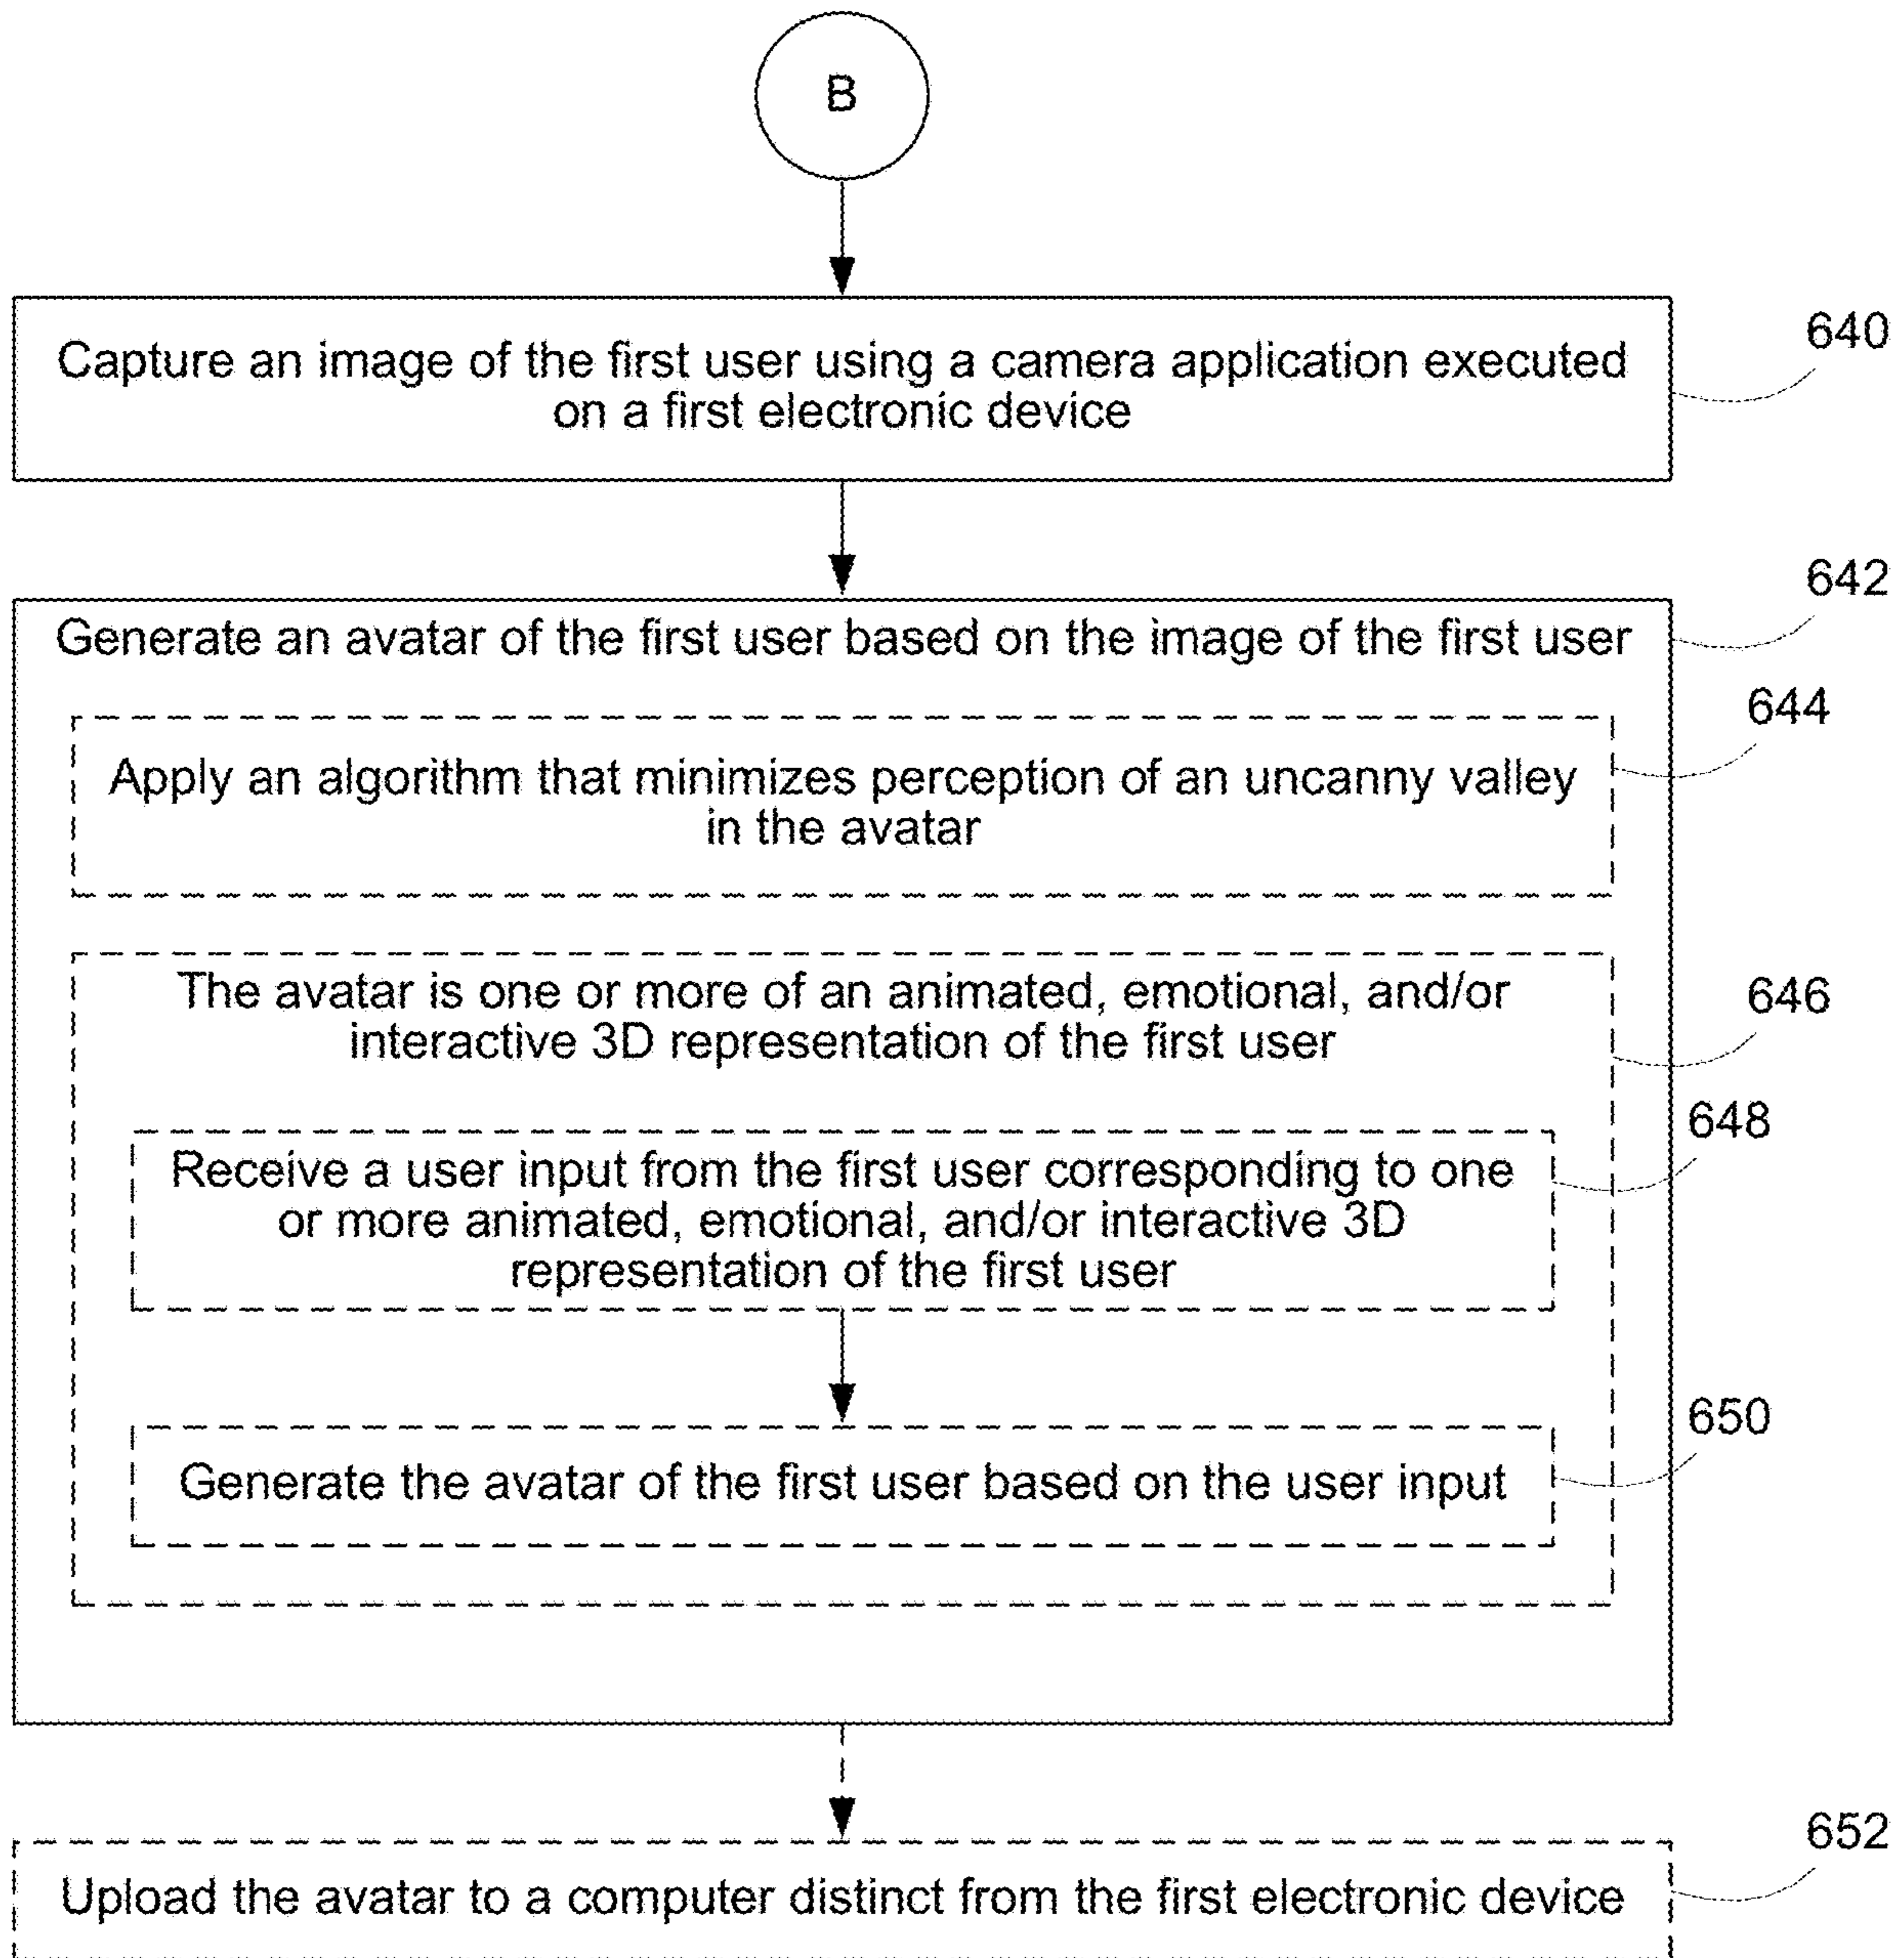 B
640
Capture an image of the first user using a camera application executed
on a first electronic device
642
Generate an avatar of the first user based on the image of the first user
644
Apply an algorithm that minimizes perception of an uncanny valley
in the avatar
646
The avatar is one or more of an animated, emotional, and/or
interactive 3D representation of the first user
648
Receive a user input from the first user corresponding to one
or more animated, emotional, and/or interactive 3D
representation of the first user
650
Generate the avatar of the first user based on the user input
652
Upload the avatar to a computer distinct from the first electronic device